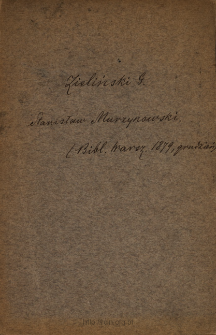 Zieliński G.
Stanisław Murzynowski
(Bibl. Warsz. 1879, grudzień